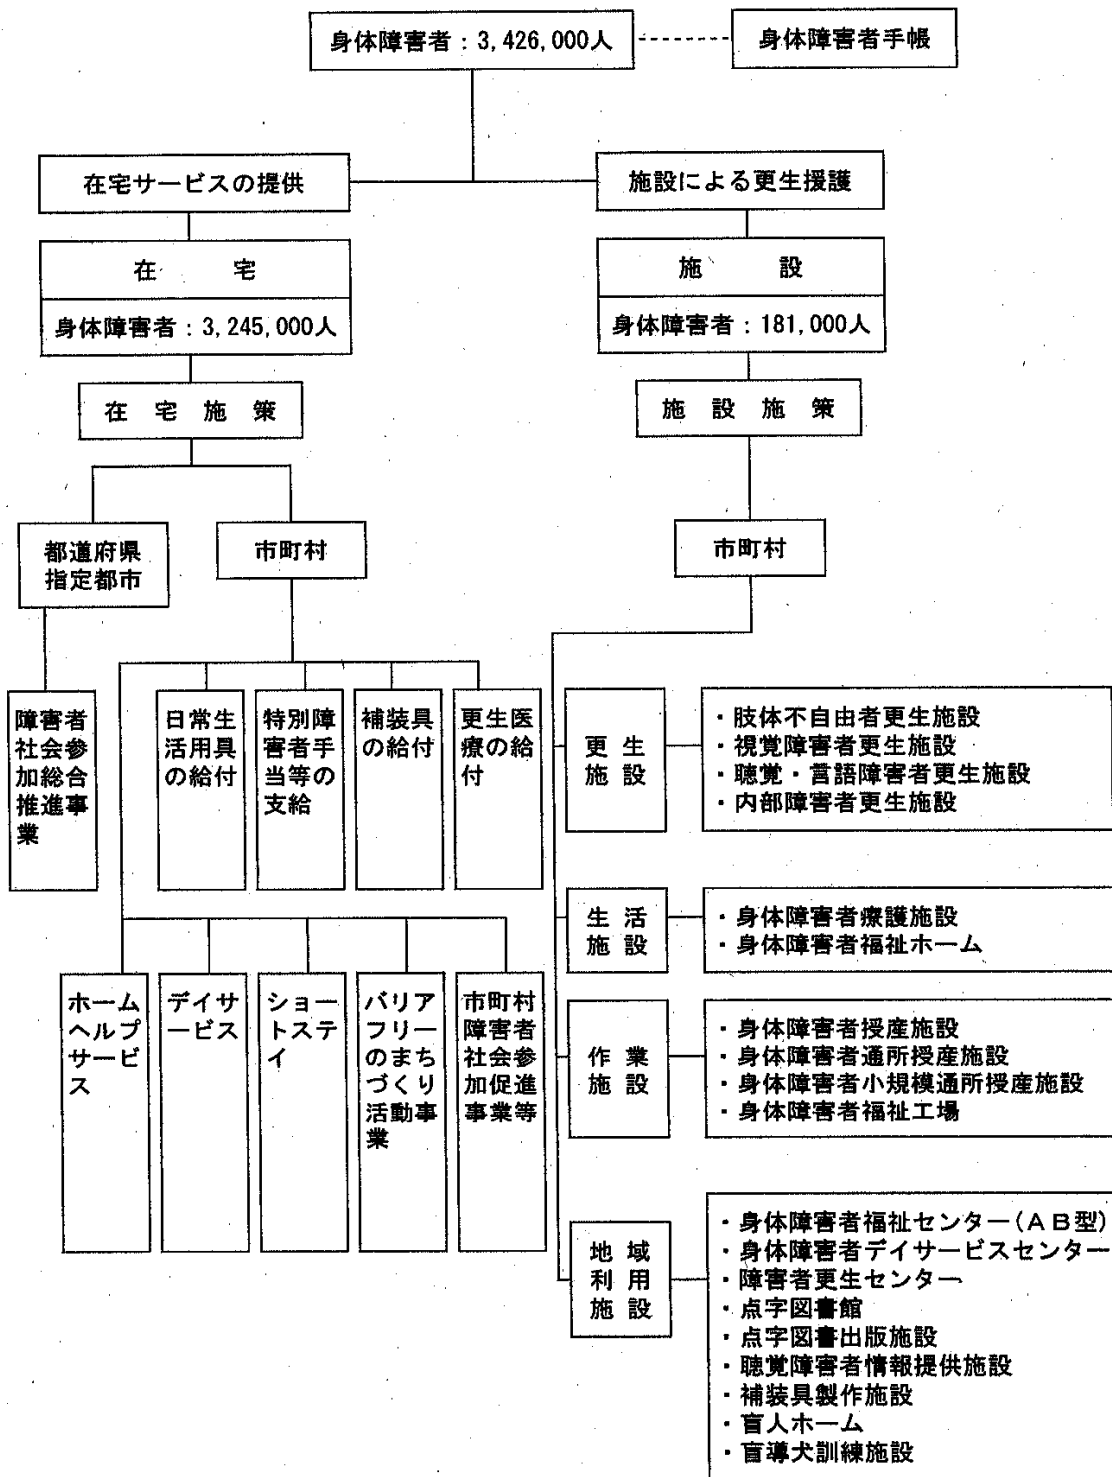 身体障害者：3,426,000人
身体障害者手帳
在宅サービスの提供
施設による更生援護
在宅
身体障害者：3,245,000人
施設
身体障害者：181,000人
在宅施策
施設施策
都道府県
指定都市
市町村
市町村
障害者
社会参
加総合
推進事
業
日常生
活用具
の給付
特別障
害者手
当等の
支給
補装具
の給付
更生医
療の給
付
ホーム
ヘルプ
サービ
ス
デイサ
ービス
ショー
トステ
イ
バリア
フリー
のまち
づくり
活動事
業
市町村
障害者
社会参
加促進
事業等
更生
施設
・肢体不自由者更生施設
・視覚障害者更生施設
・聴覚・言語障害者更生施設
・内部障害者更生施設
生活
施設
・身体障害者療護施設
・身体障害者福祉ホーム
作業
施設
・身体障害者授産施設
・身体障害者通所授産施設
・身体障害者小規模通所授産施設
・身体障害者福祉工場
地域
利用
施設
・身体障害者福祉センター(ＡＢ型)
・身体障害者デイサービスセンター
・障害者更生センター
・点字図書館
・点字図書出版施設
・聴覚障害者情報提供施設
・補装具製作施設
・盲人ホーム
・盲導犬訓練施設